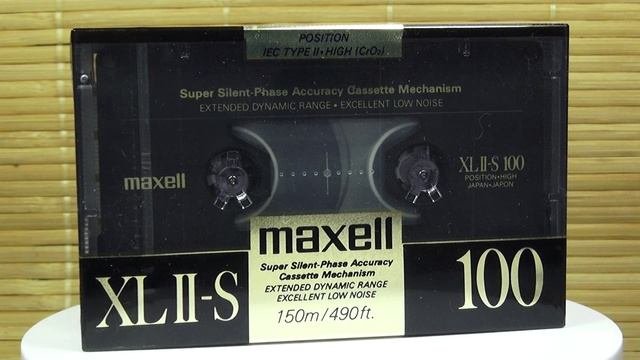 POSITION
IEC TYPE II • HIGH (CrO₂)
Super Silent-Phase Accuracy Cassette Mechanism
EXTENDED DYNAMIC RANGE • EXCELLENT LOW NOISE
maxell
XL II-S 100
POSITION•HIGH
JAPAN•JAPON
maxell
Super Silent-Phase Accuracy
Cassette Mechanism
EXTENDED DYNAMIC RANGE
EXCELLENT LOW NOISE
150m/490ft.
XL II-S
100